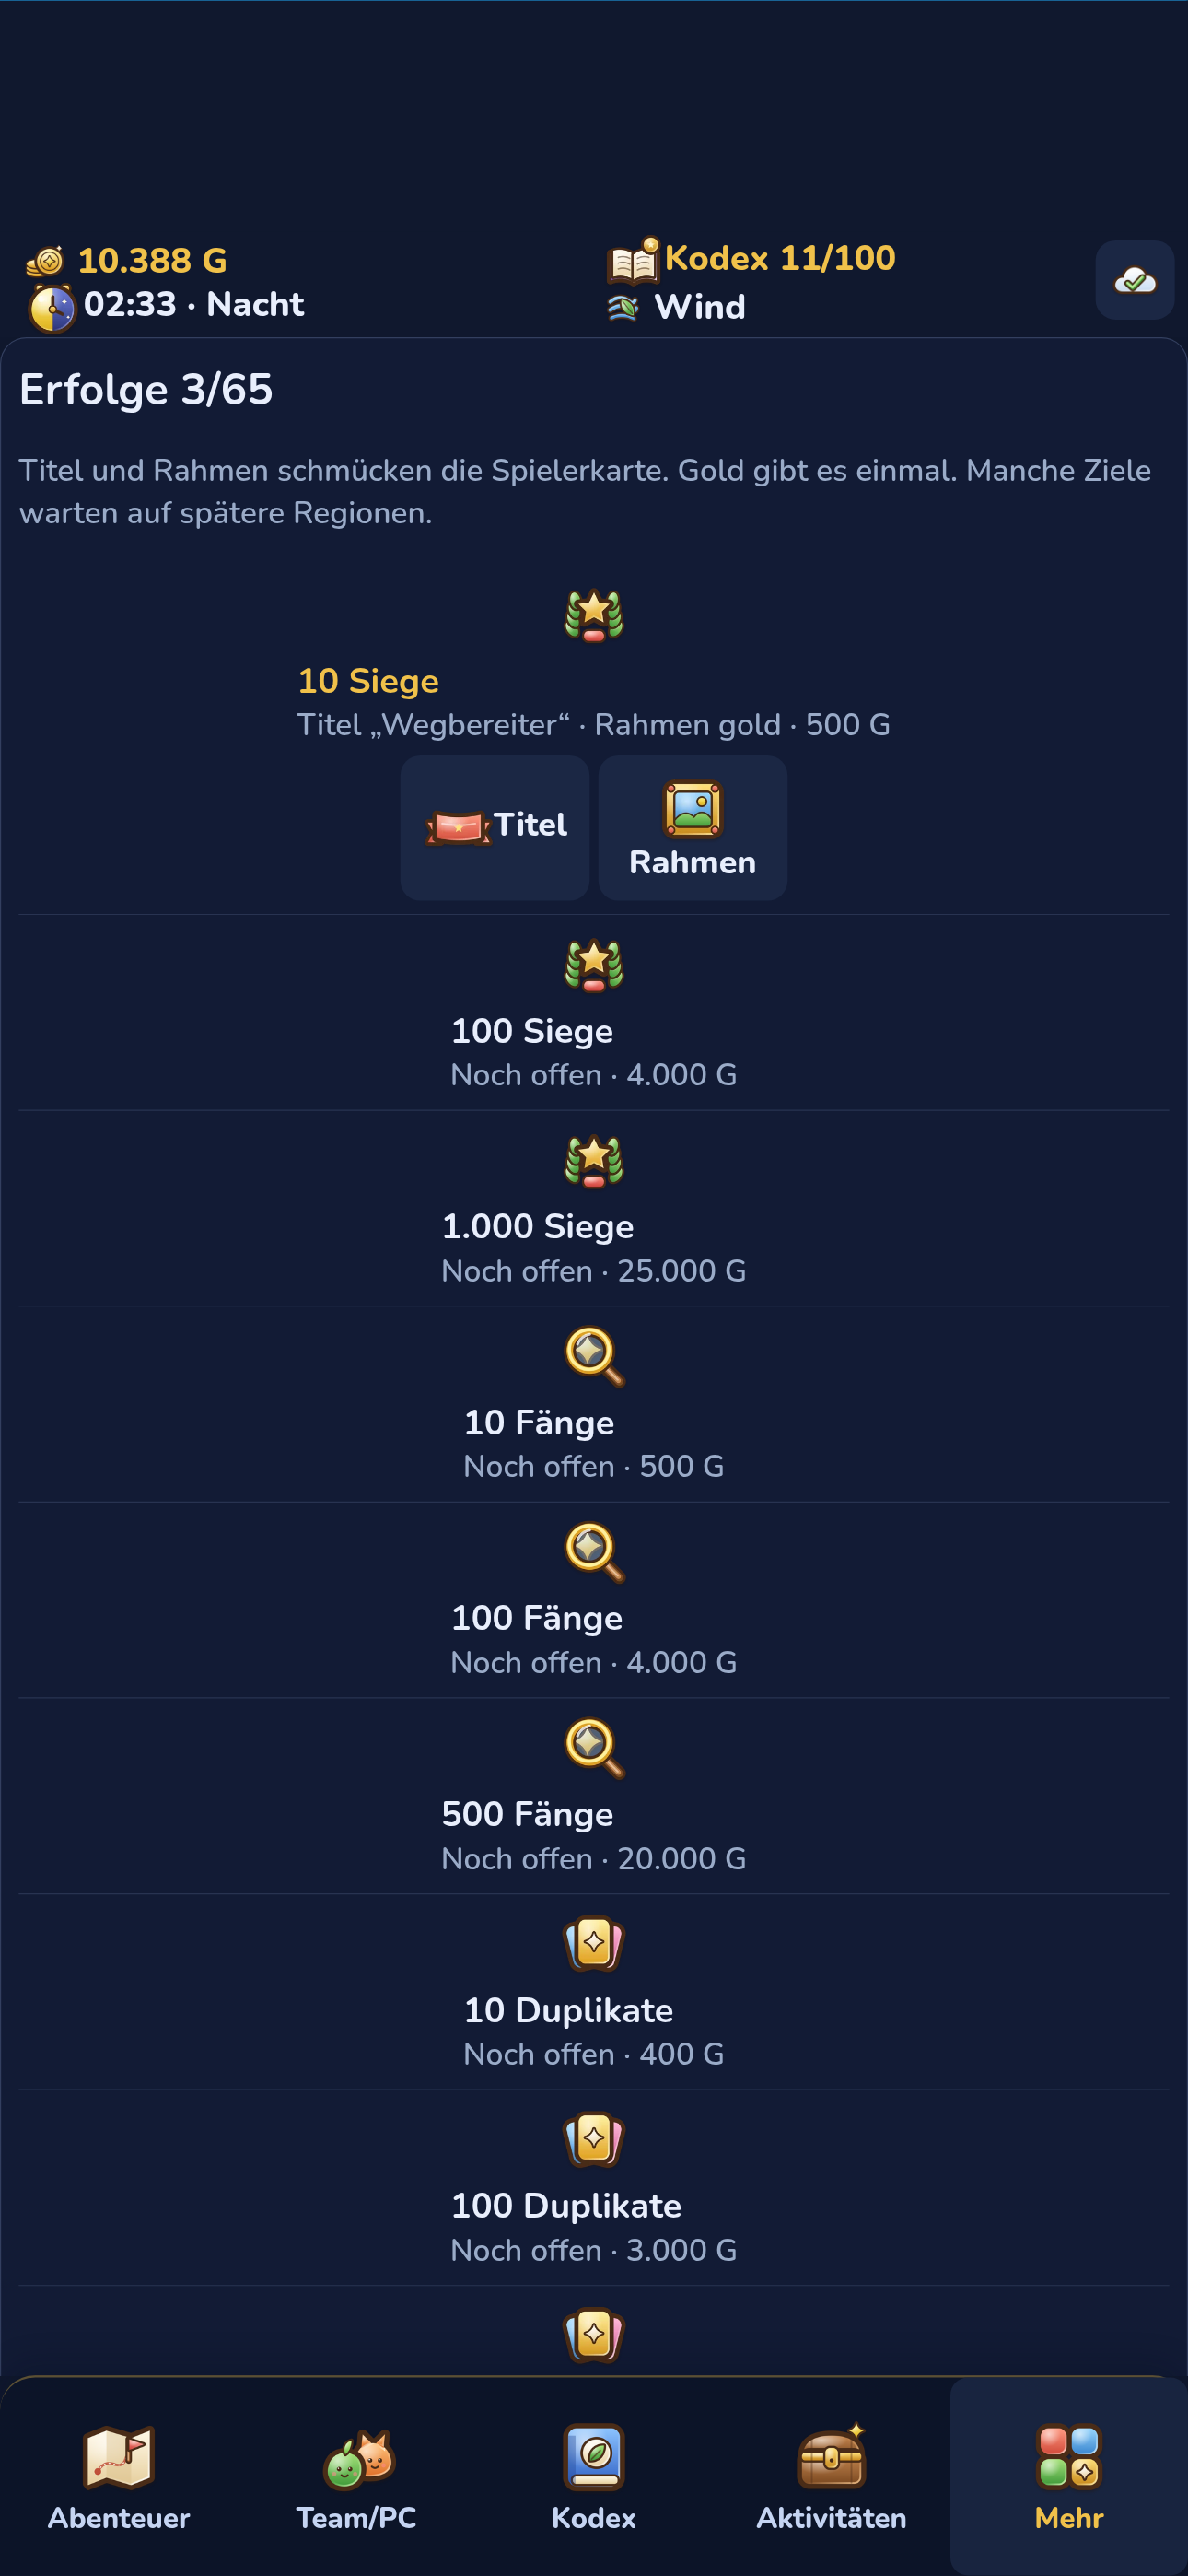 10.388 G
Kodex 11/100
02:33 · Nacht
Wind
Erfolge 3/65
Titel und Rahmen schmücken die Spielerkarte. Gold gibt es einmal. Manche Ziele
warten auf spätere Regionen.
10 Siege
Titel „Wegbereiter“ · Rahmen gold · 500 G
Titel
Rahmen
100 Siege
Noch offen · 4.000 G
1.000 Siege
Noch offen · 25.000 G
10 Fänge
Noch offen · 500 G
100 Fänge
Noch offen · 4.000 G
500 Fänge
Noch offen · 20.000 G
10 Duplikate
Noch offen · 400 G
100 Duplikate
Noch offen · 3.000 G
Abenteuer
Team/PC
Kodex
Aktivitäten
Mehr